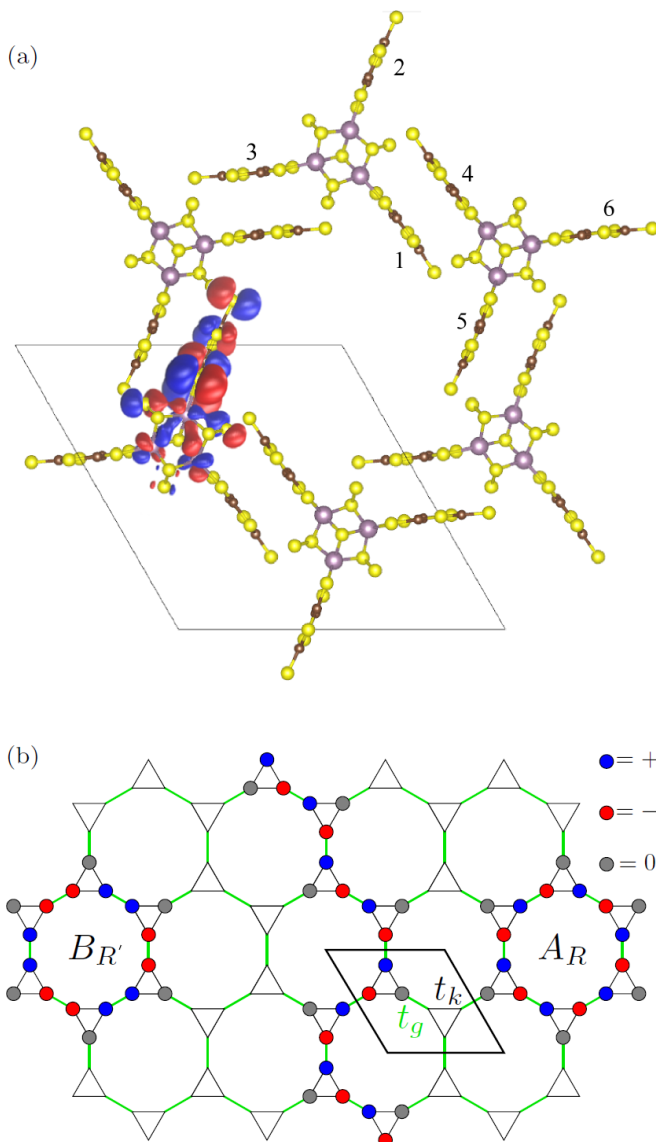 (a)
2
3
4
6
1
5
(b)
= +
= −
= 0
B_{R'}
A_R
t_k
t_g